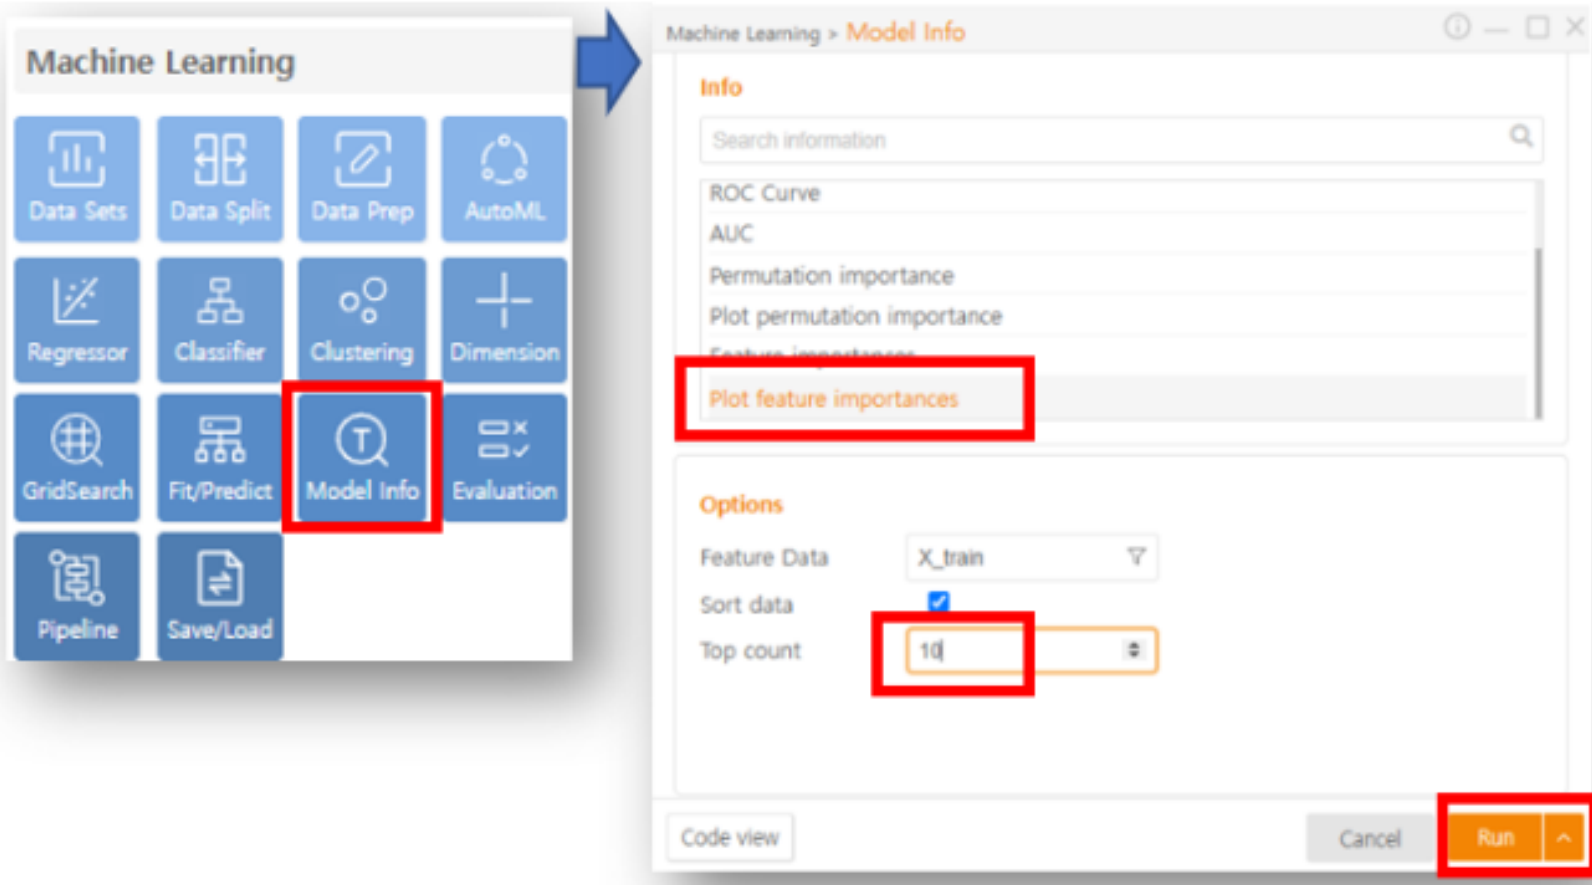 Machine Learning
Data Sets
Data Split
Data Prep
AutoML
Regressor
Classifier
Clustering
Dimension
GridSearch
Fit/Predict
Model Info
Evaluation
Pipeline
Save/Load
Machine Learning > Model Info
Info
Search information
ROC Curve
AUC
Permutation importance
Plot permutation importance
Feature importances
Plot feature importances
Options
Feature Data
X_train
Sort data
Top count
10
Code view
Cancel
Run